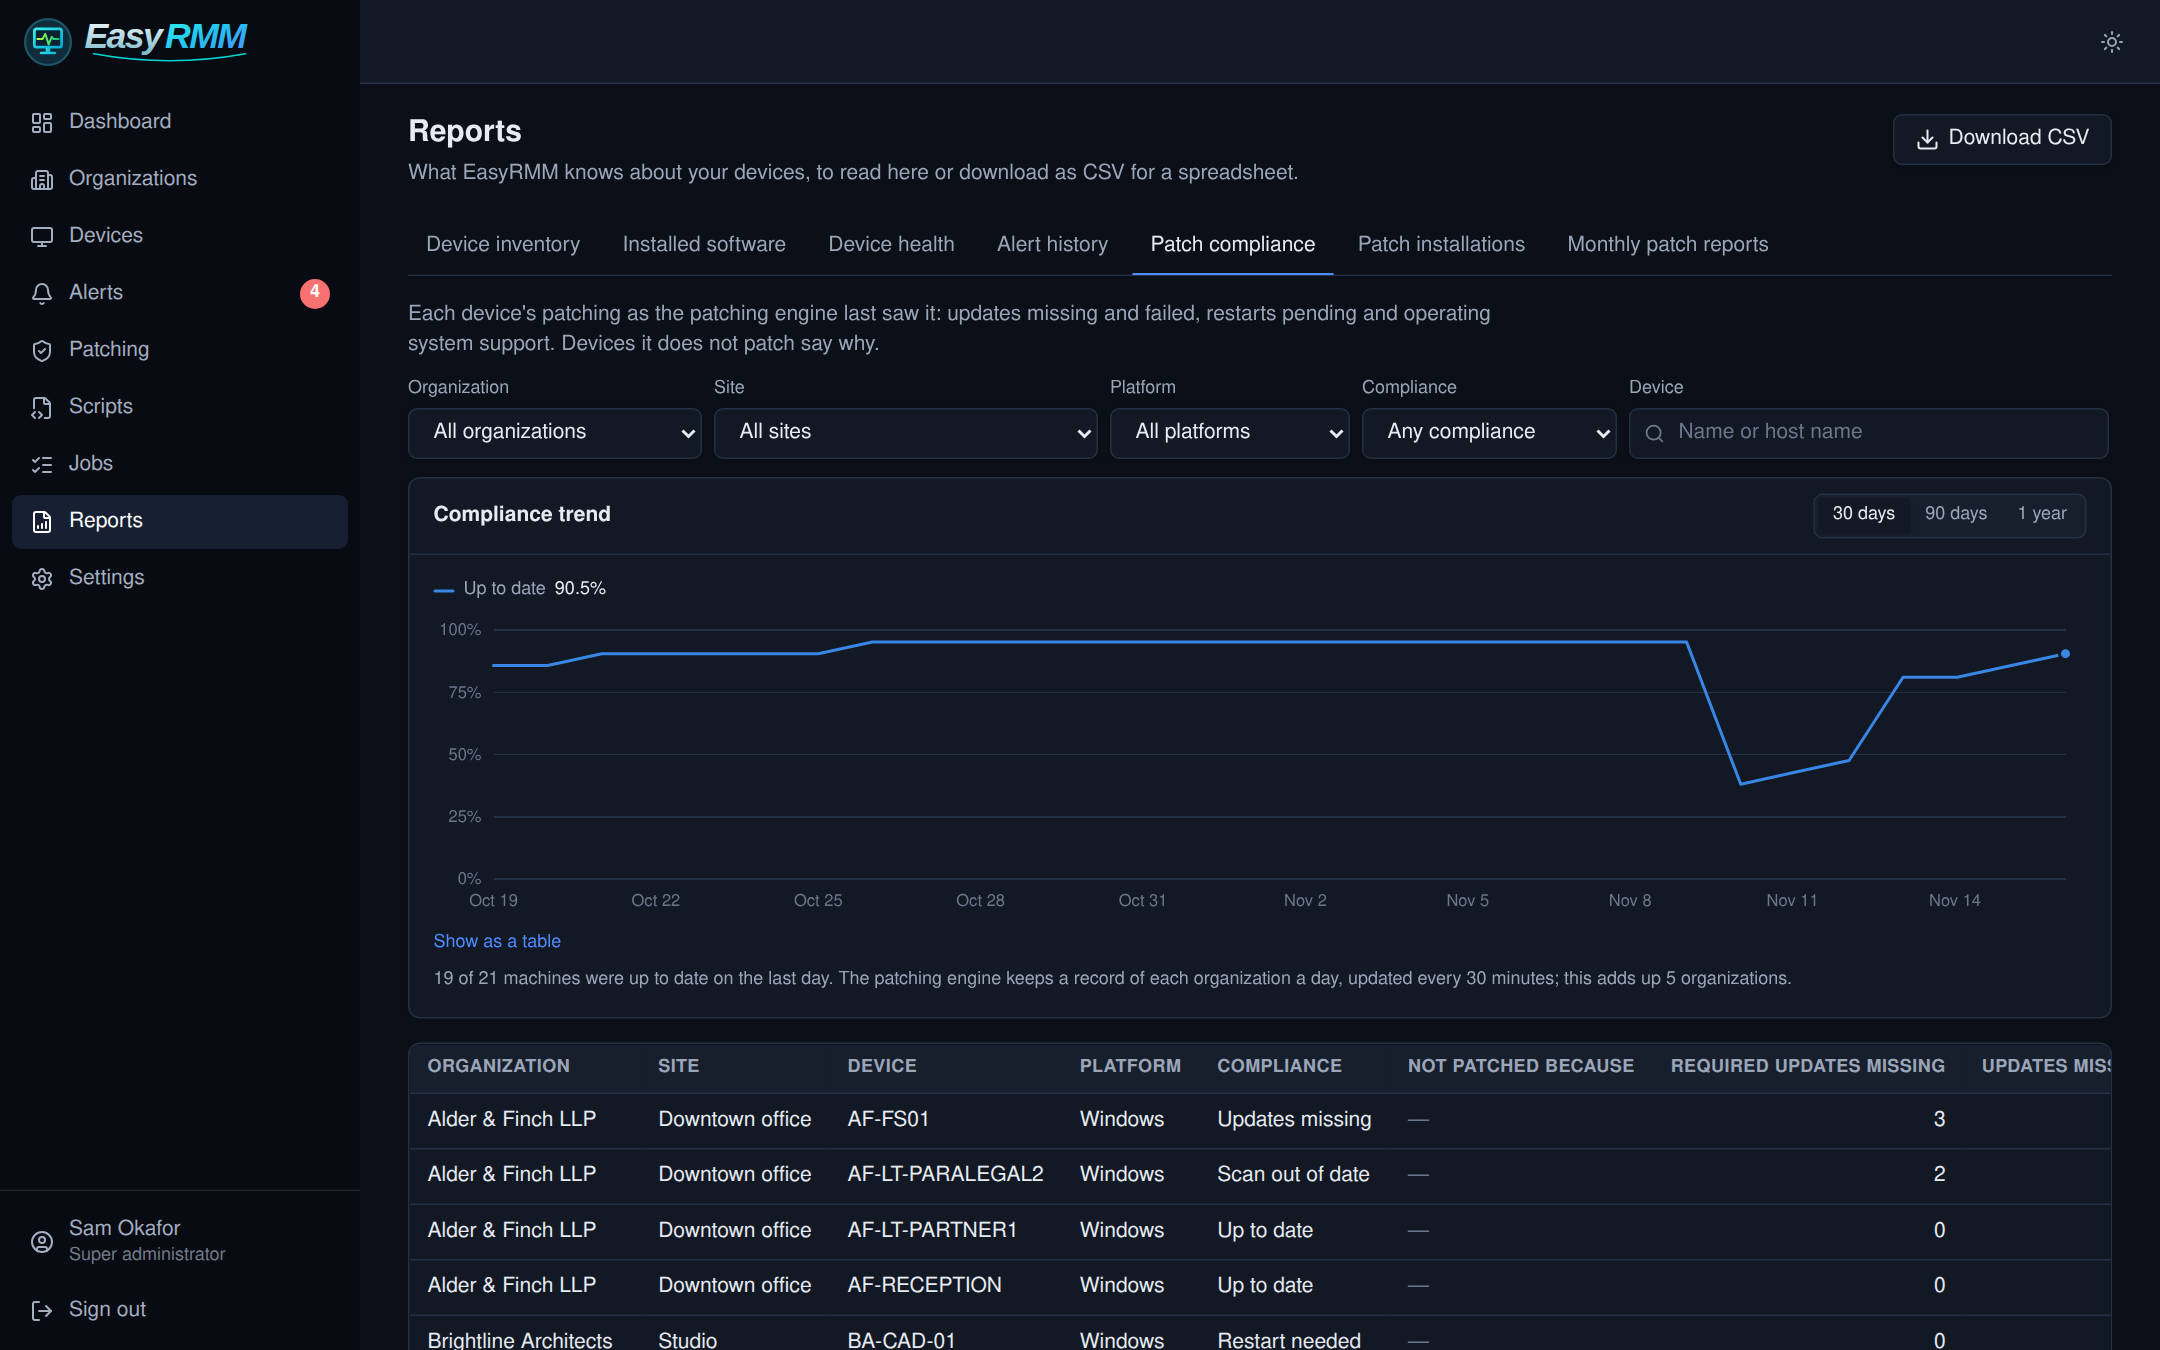 EasyRMM
Dashboard
Organizations
Devices
Alerts
4
Patching
Scripts
Jobs
Reports
Settings
Sam Okafor
Super administrator
Sign out
Reports
What EasyRMM knows about your devices, to read here or download as CSV for a spreadsheet.
Download CSV
Device inventory
Installed software
Device health
Alert history
Patch compliance
Patch installations
Monthly patch reports
Each device's patching as the patching engine last saw it: updates missing and failed, restarts pending and operating
system support. Devices it does not patch say why.
Organization
Site
Platform
Compliance
Device
All organizations
All sites
All platforms
Any compliance
Name or host name
Compliance trend
30 days
90 days
1 year
Up to date 90.5%
100%
75%
50%
25%
0%
Oct 19
Oct 22
Oct 25
Oct 28
Oct 31
Nov 2
Nov 5
Nov 8
Nov 11
Nov 14
Show as a table
19 of 21 machines were up to date on the last day. The patching engine keeps a record of each organization a day, updated every 30 minutes; this adds up 5 organizations.
ORGANIZATION SITE DEVICE PLATFORM COMPLIANCE NOT PATCHED BECAUSE REQUIRED UPDATES MISSING UPDATES MISS
Alder & Finch LLP Downtown office AF-FS01 Windows Updates missing — 3
Alder & Finch LLP Downtown office AF-LT-PARALEGAL2 Windows Scan out of date — 2
Alder & Finch LLP Downtown office AF-LT-PARTNER1 Windows Up to date — 0
Alder & Finch LLP Downtown office AF-RECEPTION Windows Up to date — 0
Brightline Architects Studio BA-CAD-01 Windows Restart needed — 0